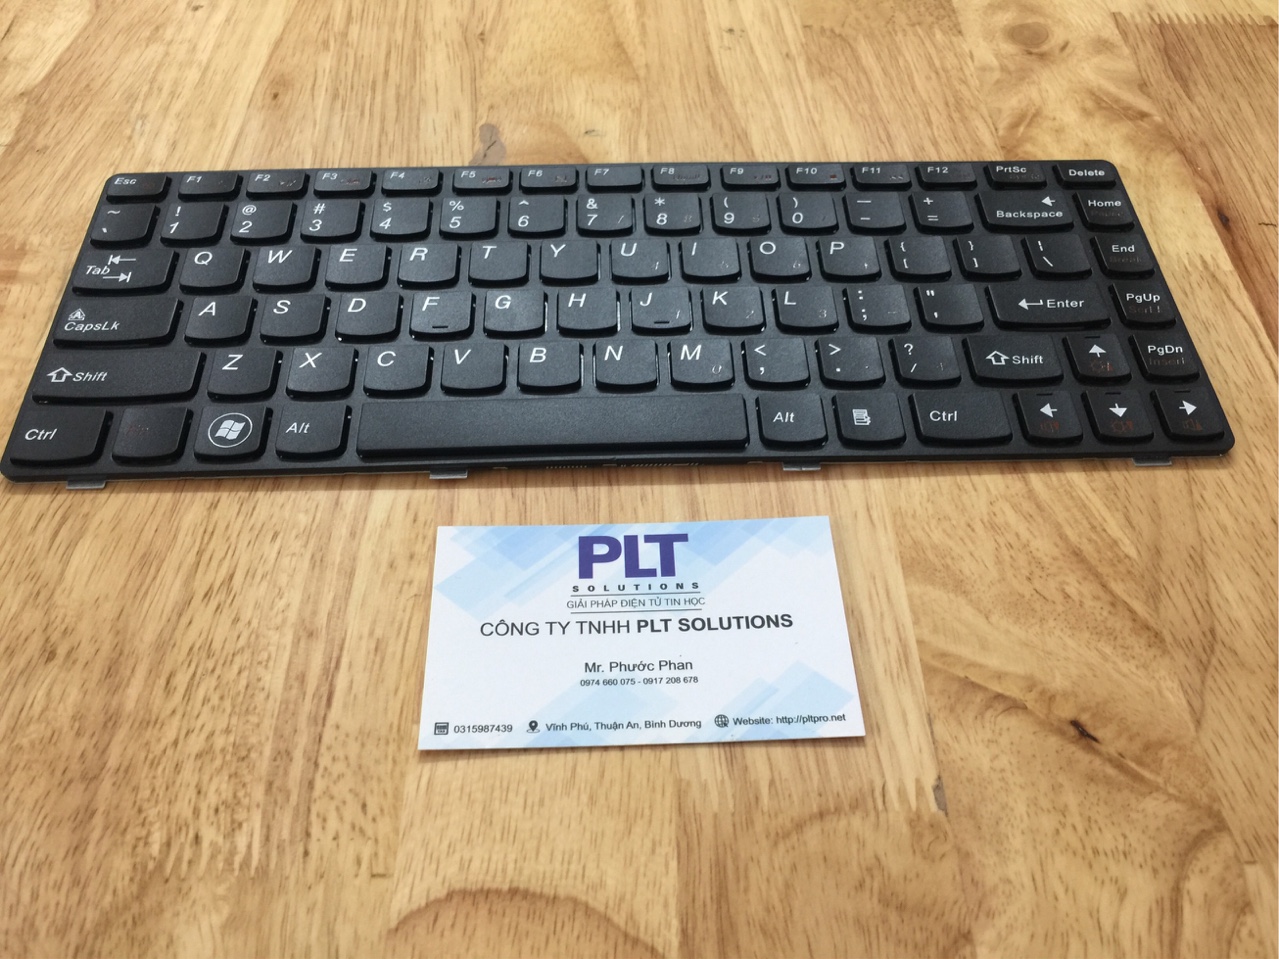 Esc F1 F2 F3 F4 F5 F6 F7 F8 F9 F10 F11 F12 PrtSc Delete
~ ` ! 1 @ 2 # 3 $ 4 % 5 ^ 6 & 7 * 8 ( 9 ) 0 — - + = Backspace Home
Tab Q W E R T Y U I O P { [ } ] | \ End
CapsLk A S D F G H J K L : ; " ' Enter PgUp
Shift Z X C V B N M < , > . ? / Shift PgDn
Ctrl Alt Alt Ctrl
PLT
SOLUTIONS
GIẢI PHÁP ĐIỆN TỬ TIN HỌC
CÔNG TY TNHH PLT SOLUTIONS
Mr. Phước Phan
0974 660 075 - 0917 208 678
0315987439 Vĩnh Phú, Thuận An, Bình Dương Website: http://pltpro.net